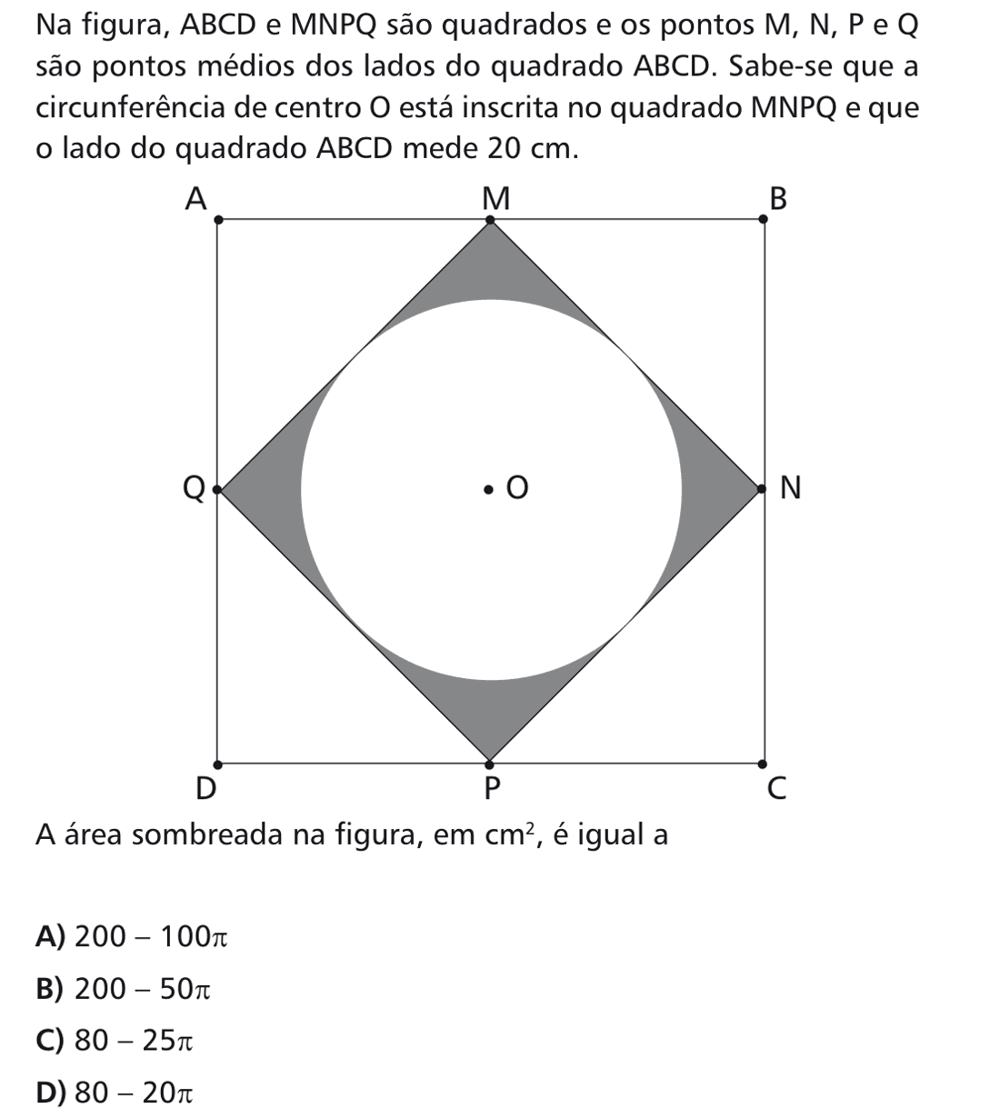 Na figura, ABCD e MNPQ são quadrados e os pontos M, N, P e Q
são pontos médios dos lados do quadrado ABCD. Sabe-se que a
circunferência de centro O está inscrita no quadrado MNPQ e que
o lado do quadrado ABCD mede 20 cm.
A M B
Q O N
D P C
A área sombreada na figura, em cm², é igual a
A) 200 – 100π
B) 200 – 50π
C) 80 – 25π
D) 80 – 20π